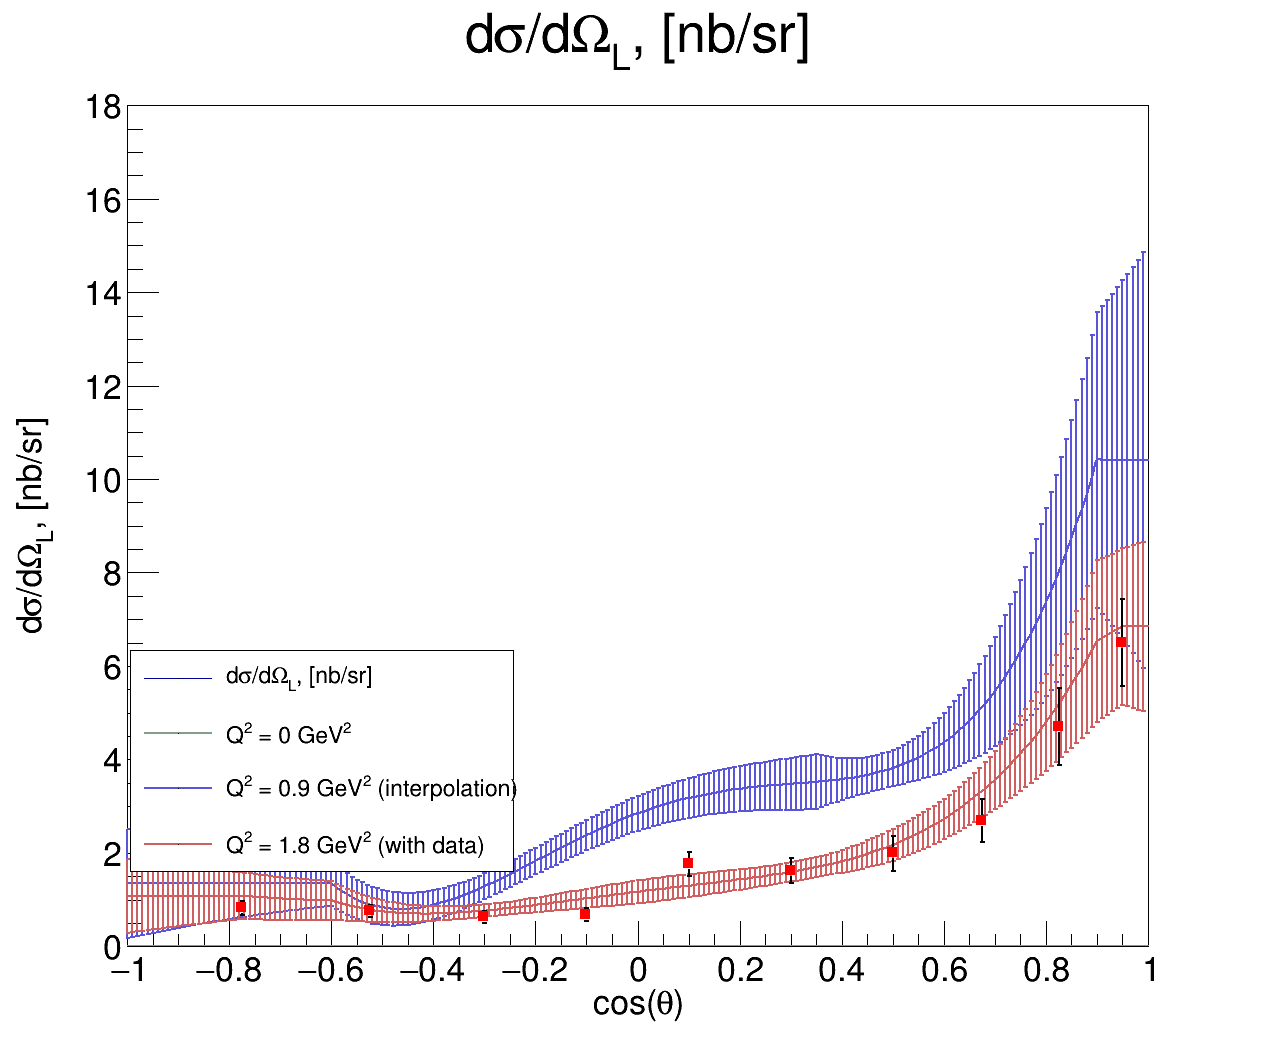 dσ/dΩL, [nb/sr]
18
16
14
12
10
8
6
4
2
0
dσ/dΩL, [nb/sr]
dσ/dΩL, [nb/sr]
Q² = 0 GeV²
Q² = 0.9 GeV² (interpolation)
Q² = 1.8 GeV² (with data)
−1 −0.8 −0.6 −0.4 −0.2 0 0.2 0.4 0.6 0.8 1
cos(θ)